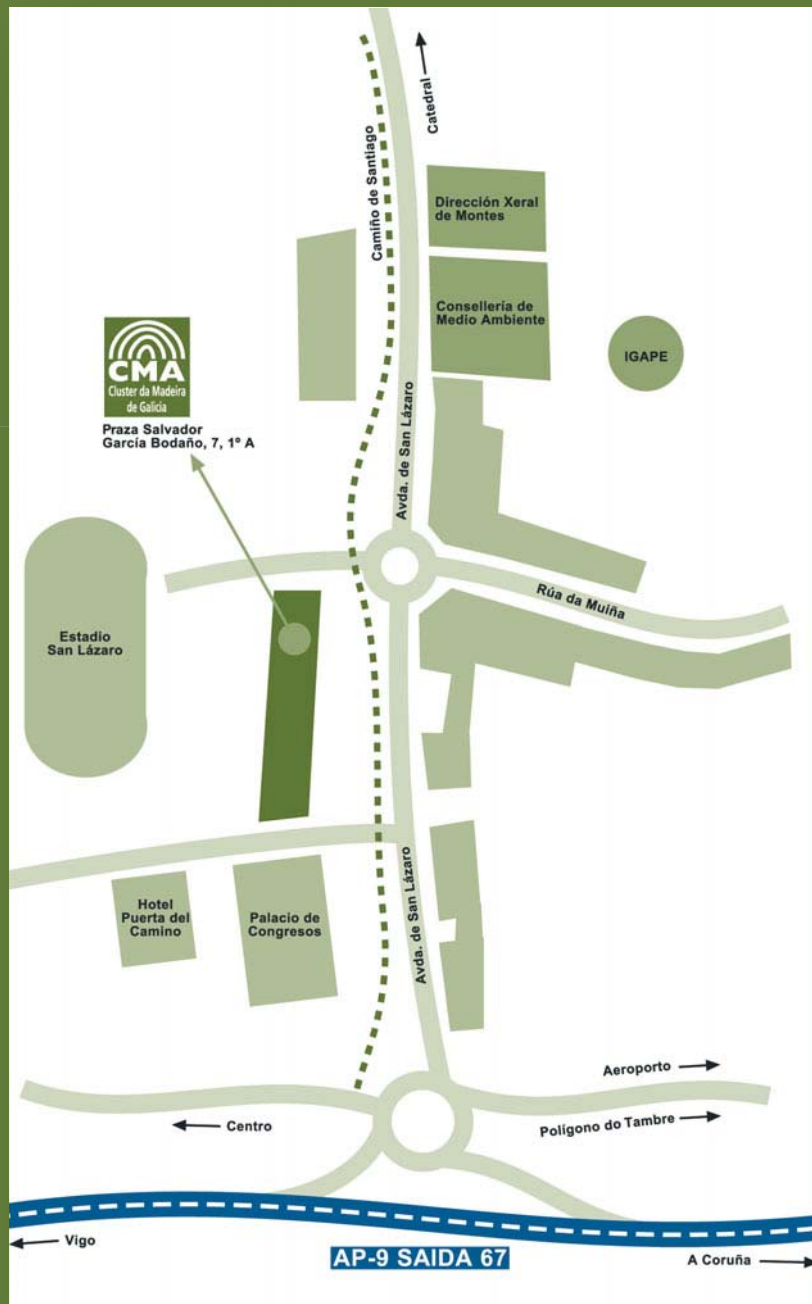 Catedral
Camiño de Santiago
Dirección Xeral
de Montes
Consellería de
Medio Ambiente
IGAPE
CMA
Cluster da Madeira
de Galicia
Praza Salvador
García Bodaño, 7, 1º A
Avda. de San Lázaro
Rúa da Muiña
Estadio
San Lázaro
Avda. de San Lázaro
Hotel
Puerta del
Camino
Palacio de
Congresos
Aeroporto
Centro
Polígono do Tambre
Vigo
AP-9 SAIDA 67
A Coruña